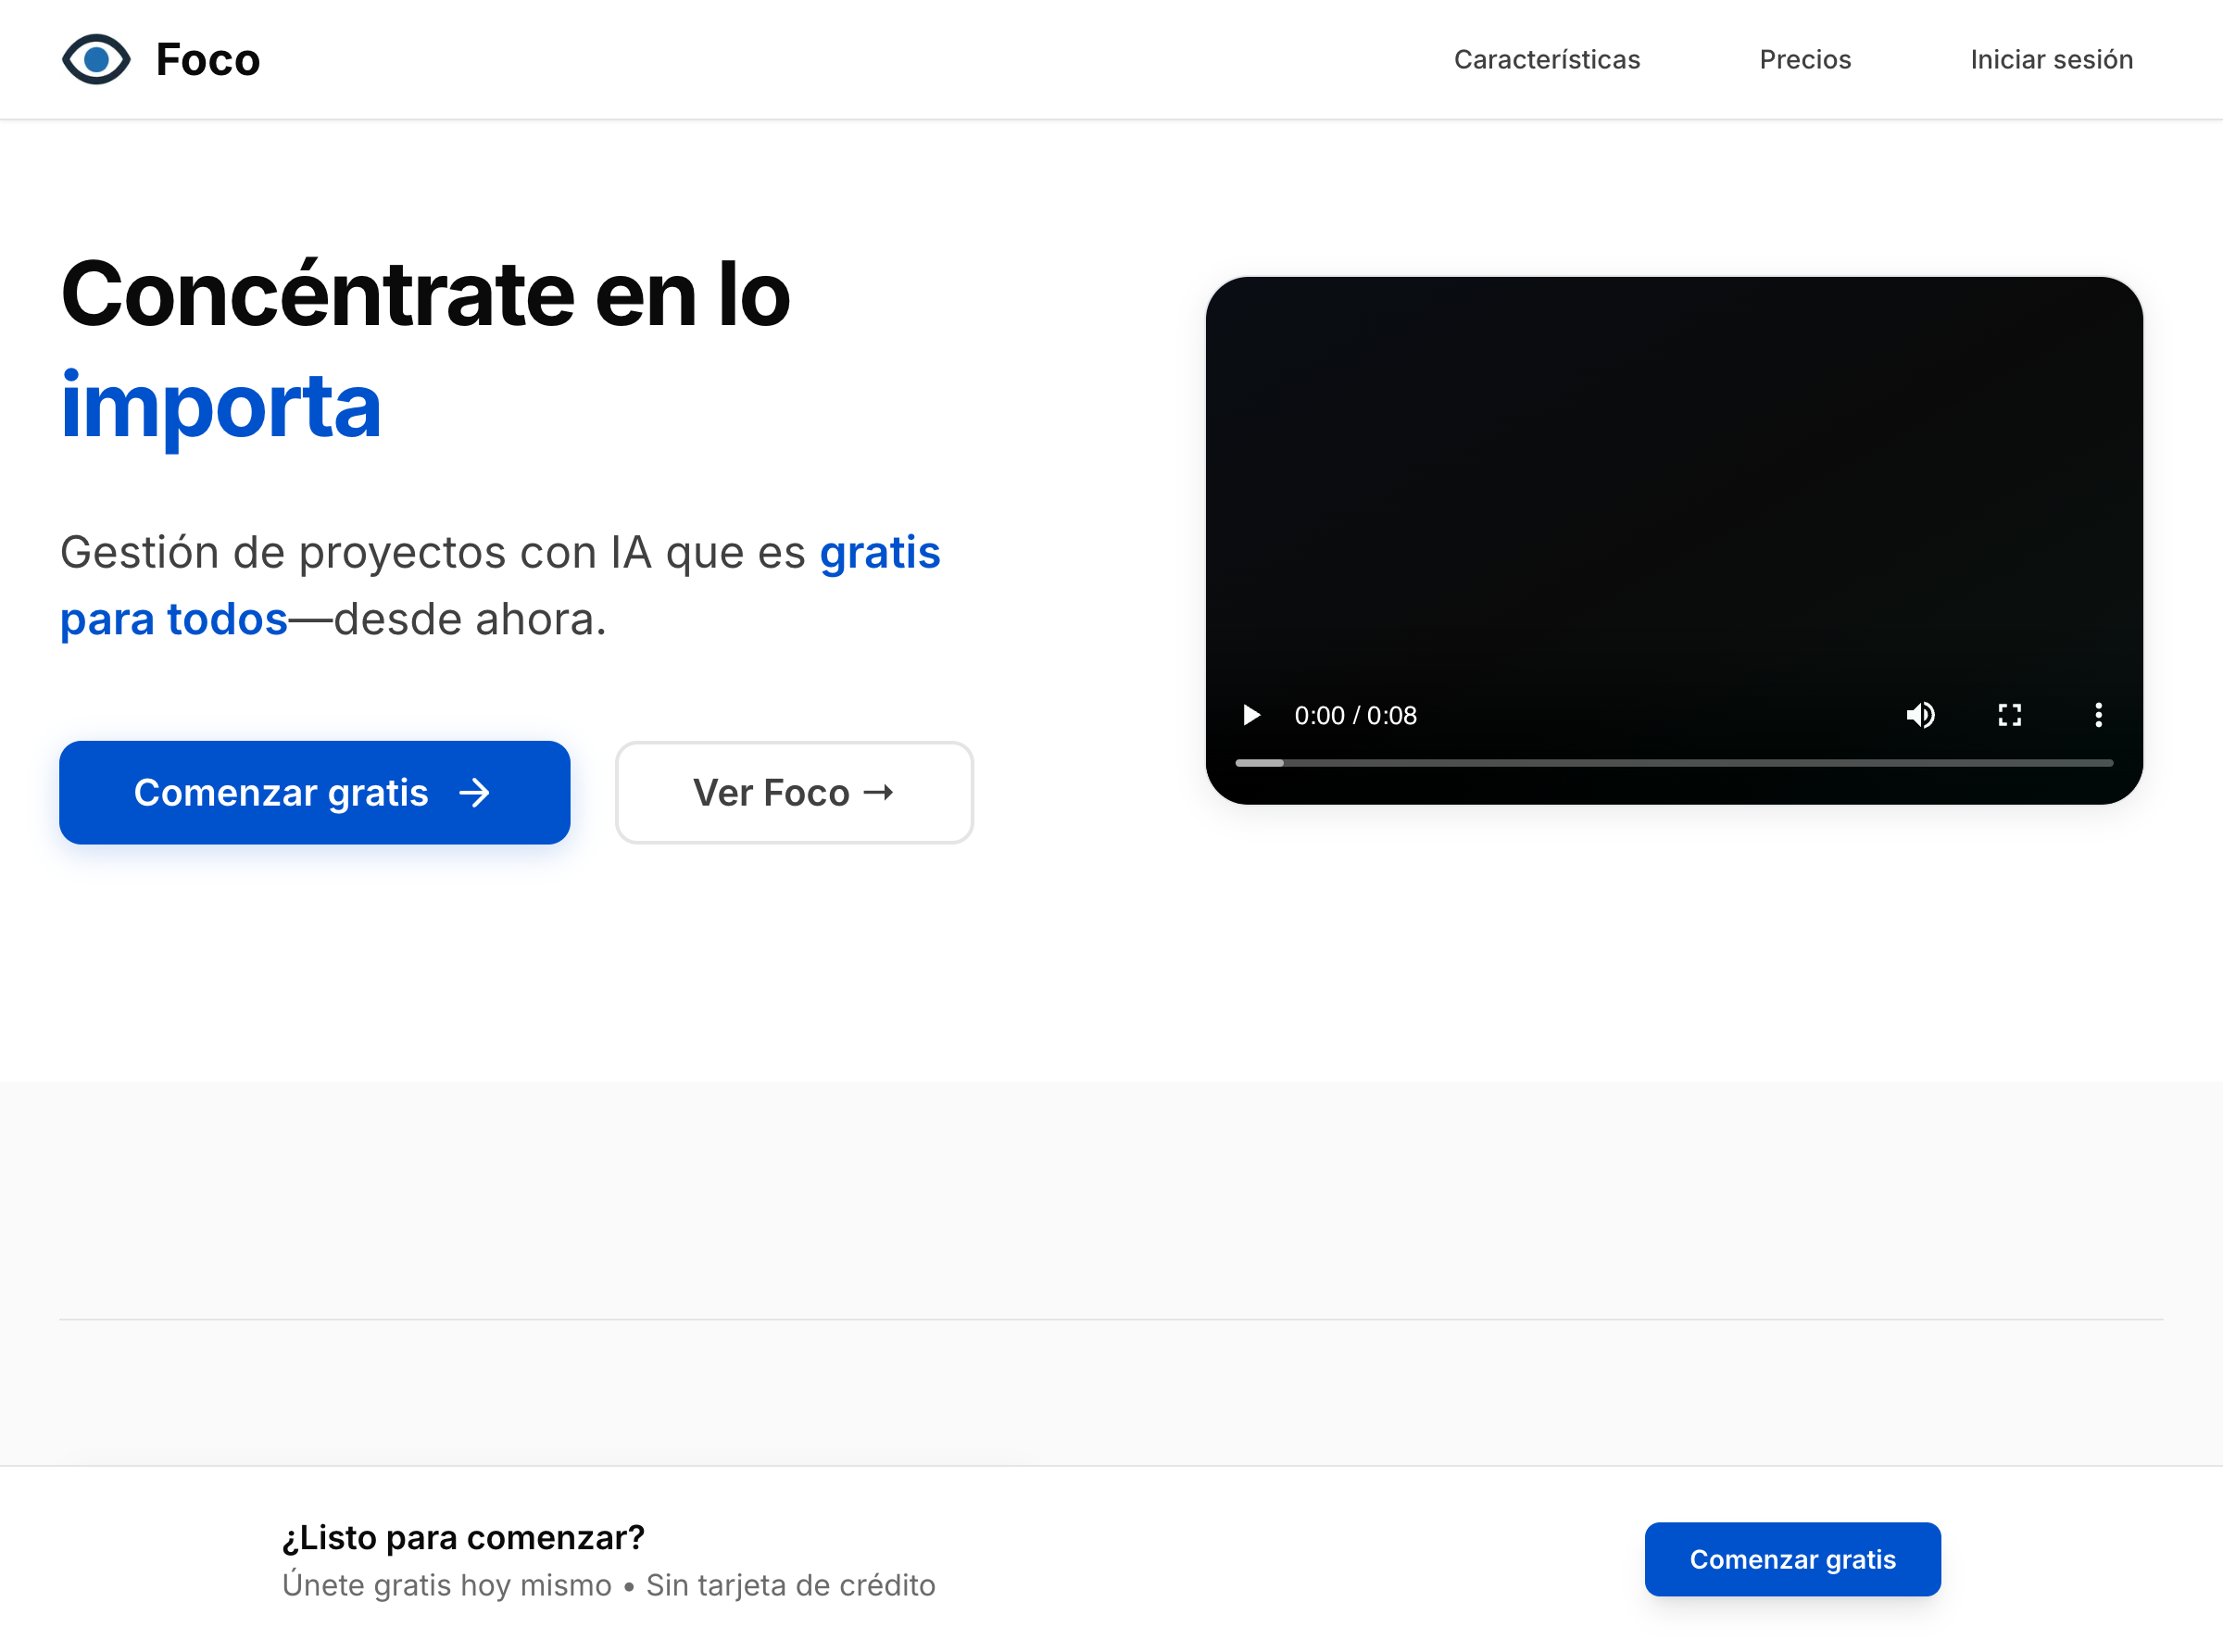 Foco
Características
Precios
Iniciar sesión
Concéntrate en lo
importa
Gestión de proyectos con IA que es gratis
para todos—desde ahora.
Comenzar gratis →
Ver Foco →
0:00 / 0:08
¿Listo para comenzar?
Únete gratis hoy mismo • Sin tarjeta de crédito
Comenzar gratis